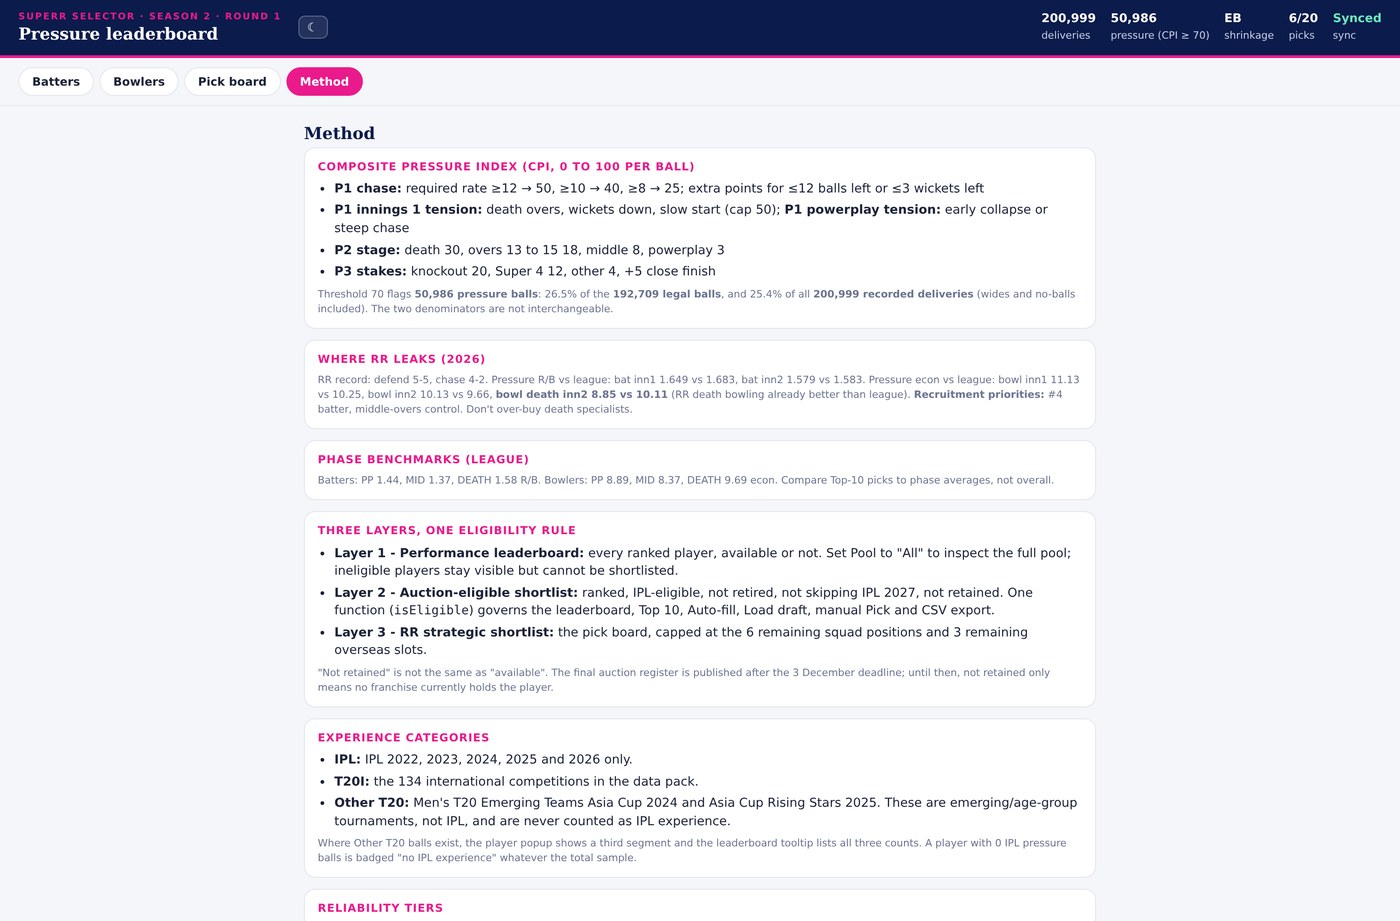 SUPERR SELECTOR · SEASON 2 · ROUND 1
Pressure leaderboard
☾
200,999
deliveries
50,986
pressure (CPI ≥ 70)
EB
shrinkage
6/20
picks
Synced
sync
Batters
Bowlers
Pick board
Method
Method
COMPOSITE PRESSURE INDEX (CPI, 0 TO 100 PER BALL)
• P1 chase: required rate ≥12 → 50, ≥10 → 40, ≥8 → 25; extra points for ≤12 balls left or ≤3 wickets left
• P1 innings 1 tension: death overs, wickets down, slow start (cap 50); P1 powerplay tension: early collapse or
steep chase
• P2 stage: death 30, overs 13 to 15 18, middle 8, powerplay 3
• P3 stakes: knockout 20, Super 4 12, other 4, +5 close finish
Threshold 70 flags 50,986 pressure balls: 26.5% of the 192,709 legal balls, and 25.4% of all 200,999 recorded deliveries (wides and no-balls
included). The two denominators are not interchangeable.
WHERE RR LEAKS (2026)
RR record: defend 5-5, chase 4-2. Pressure R/B vs league: bat inn1 1.649 vs 1.683, bat inn2 1.579 vs 1.583. Pressure econ vs league: bowl inn1 11.13
vs 10.25, bowl inn2 10.13 vs 9.66, bowl death inn2 8.85 vs 10.11 (RR death bowling already better than league). Recruitment priorities: #4
batter, middle-overs control. Don't over-buy death specialists.
PHASE BENCHMARKS (LEAGUE)
Batters: PP 1.44, MID 1.37, DEATH 1.58 R/B. Bowlers: PP 8.89, MID 8.37, DEATH 9.69 econ. Compare Top-10 picks to phase averages, not overall.
THREE LAYERS, ONE ELIGIBILITY RULE
• Layer 1 - Performance leaderboard: every ranked player, available or not. Set Pool to "All" to inspect the full pool;
ineligible players stay visible but cannot be shortlisted.
• Layer 2 - Auction-eligible shortlist: ranked, IPL-eligible, not retired, not skipping IPL 2027, not retained. One
function (isEligible) governs the leaderboard, Top 10, Auto-fill, Load draft, manual Pick and CSV export.
• Layer 3 - RR strategic shortlist: the pick board, capped at the 6 remaining squad positions and 3 remaining
overseas slots.
"Not retained" is not the same as "available". The final auction register is published after the 3 December deadline; until then, not retained only
means no franchise currently holds the player.
EXPERIENCE CATEGORIES
• IPL: IPL 2022, 2023, 2024, 2025 and 2026 only.
• T20I: the 134 international competitions in the data pack.
• Other T20: Men's T20 Emerging Teams Asia Cup 2024 and Asia Cup Rising Stars 2025. These are emerging/age-group
tournaments, not IPL, and are never counted as IPL experience.
Where Other T20 balls exist, the player popup shows a third segment and the leaderboard tooltip lists all three counts. A player with 0 IPL pressure
balls is badged "no IPL experience" whatever the total sample.
RELIABILITY TIERS